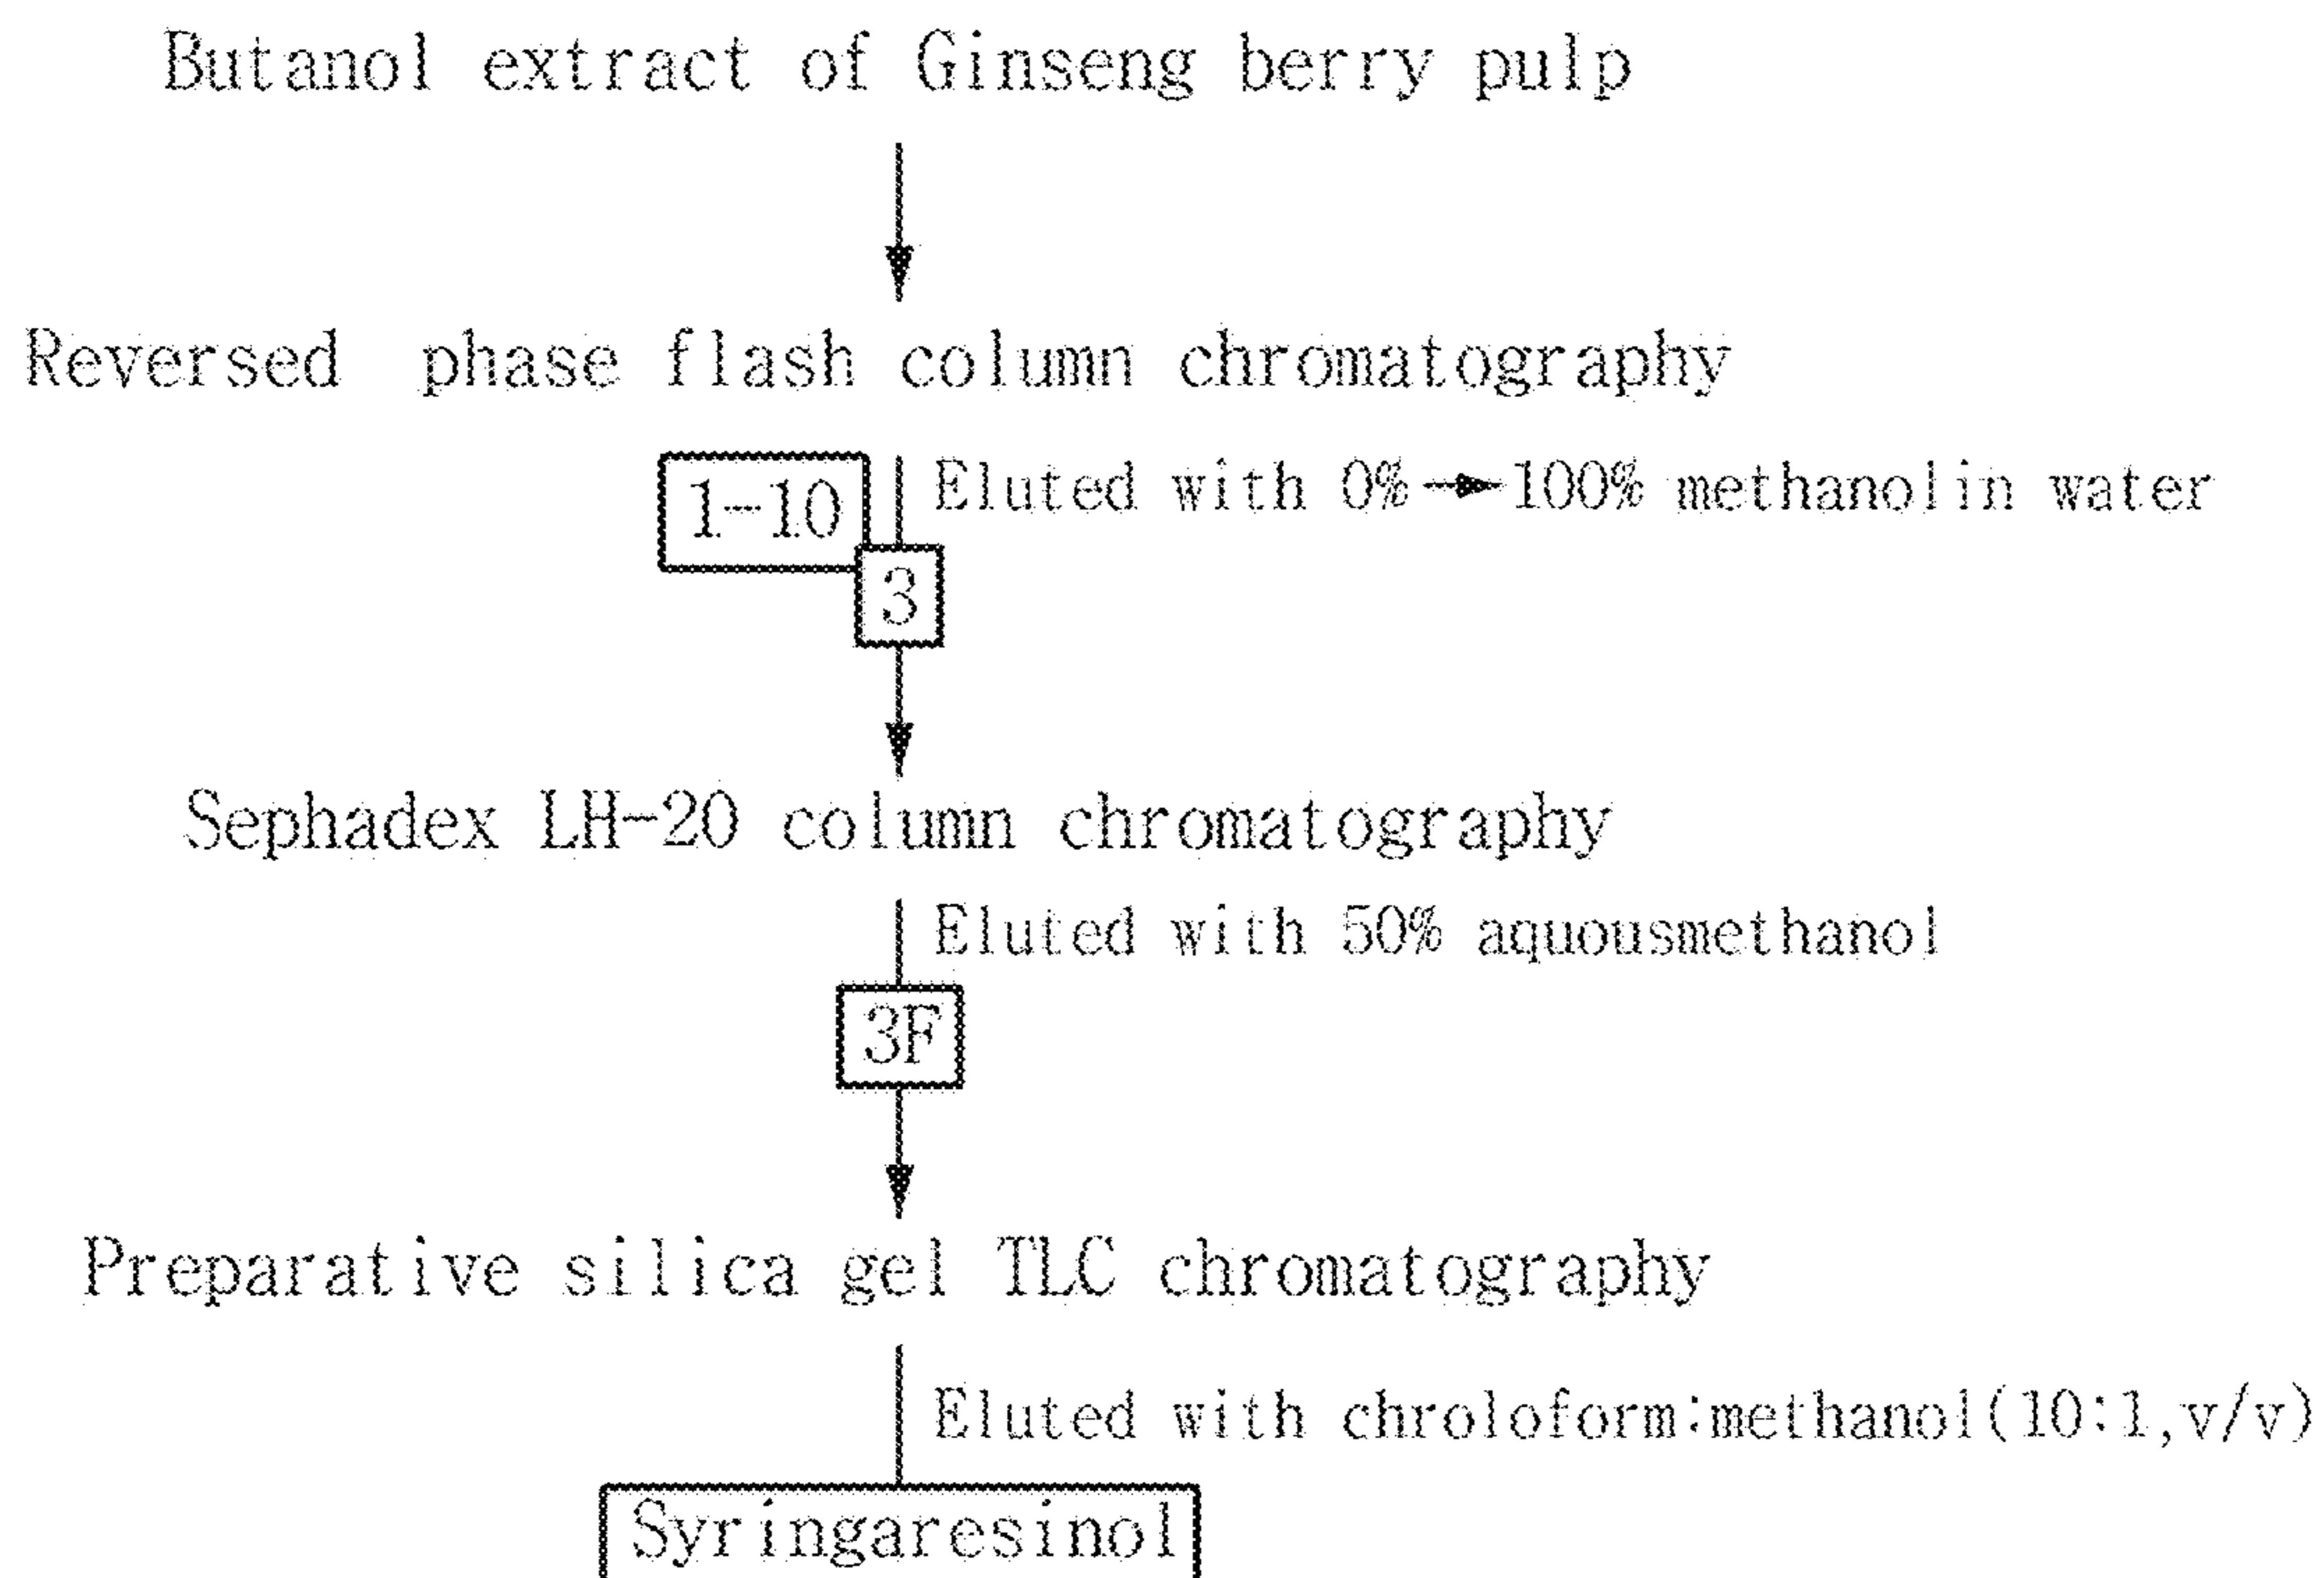 Butanol extract of Ginseng berry pulp
Reversed phase flash column chromatography
1-10
Eluted with 0%→100% methanolin water
3
Sephadex LH-20 column chromatography
Eluted with 50% aquousmethanol
3F
Preparative silica gel TLC chromatography
Eluted with chroloform:methanol(10:1,v/v)
Syringaresinol